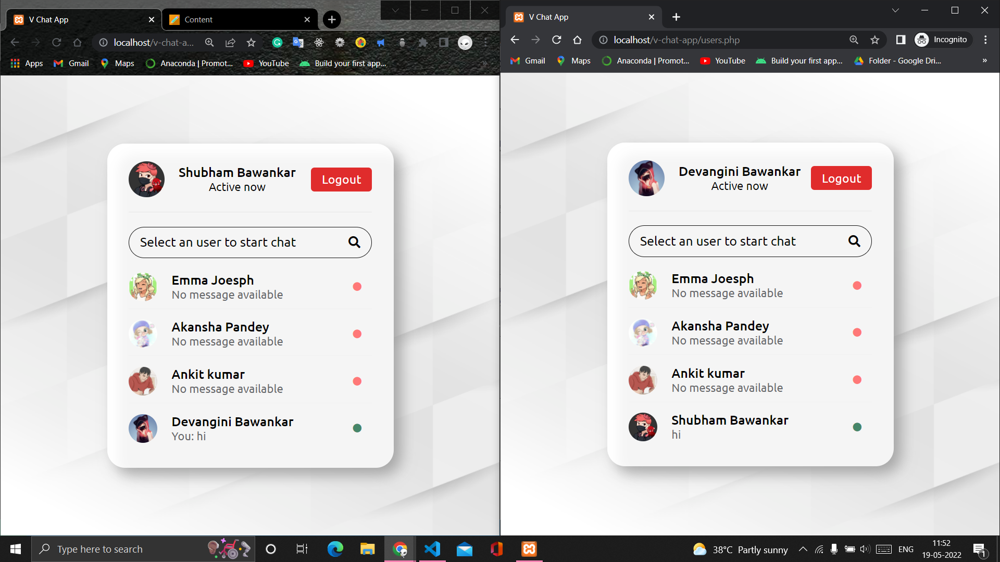 V Chat App
Content
localhost/v-chat-a...
Apps
Gmail
Maps
Anaconda | Promot...
YouTube
Build your first app...
»
Shubham Bawankar
Active now
Logout
Select an user to start chat
Emma Joesph
No message available
Akansha Pandey
No message available
Ankit kumar
No message available
Devangini Bawankar
You: hi
V Chat App
localhost/v-chat-app/users.php
Incognito
Gmail
Maps
Anaconda | Promot...
YouTube
Build your first app...
Folder - Google Dri...
»
Devangini Bawankar
Active now
Logout
Select an user to start chat
Emma Joesph
No message available
Akansha Pandey
No message available
Ankit kumar
No message available
Shubham Bawankar
hi
Type here to search
38°C Partly sunny
ENG
11:52
19-05-2022
1